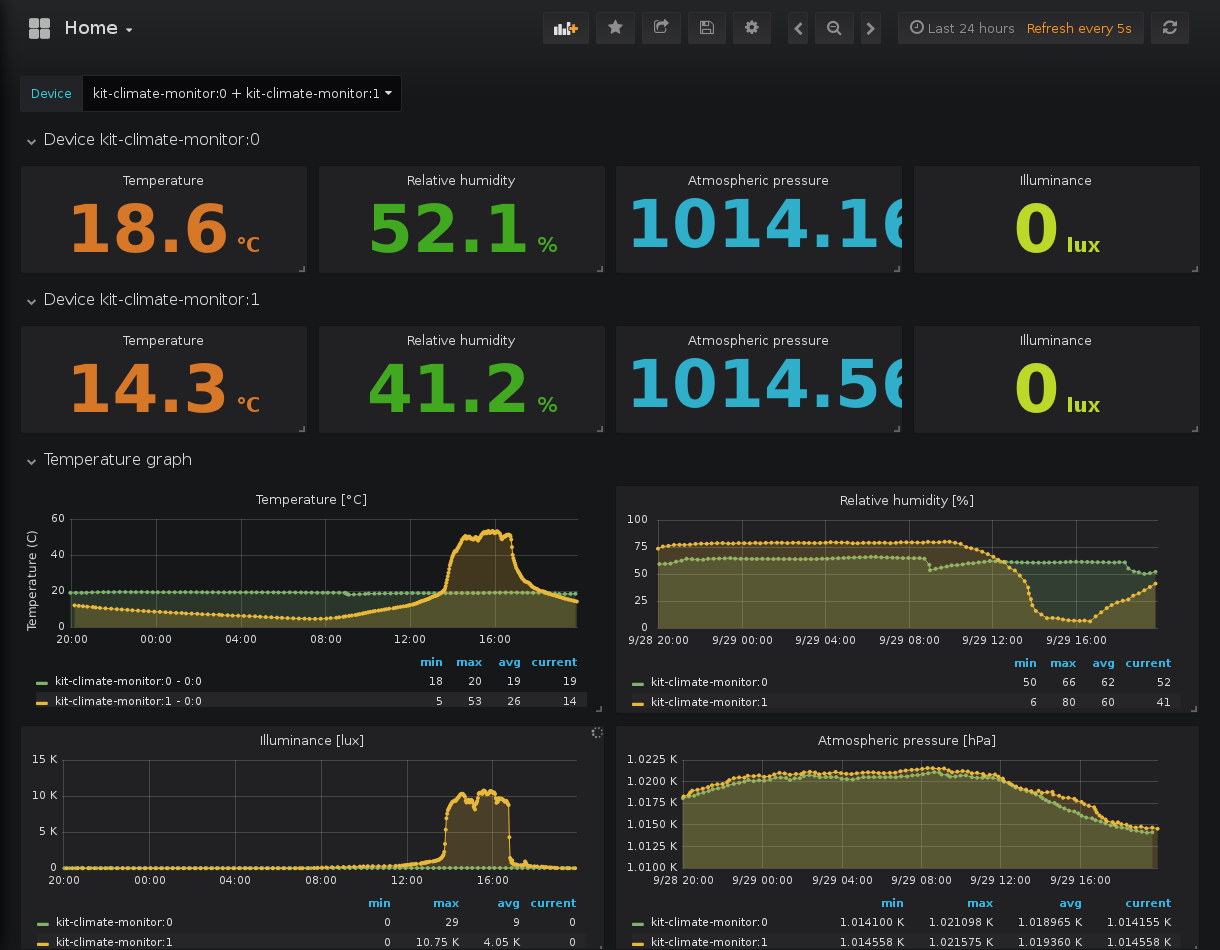 Home
Last 24 hours Refresh every 5s
Device kit-climate-monitor:0 + kit-climate-monitor:1
Device kit-climate-monitor:0
Temperature Relative humidity Atmospheric pressure Illuminance
18.6 °C 52.1 % 1014.16 0 lux
Device kit-climate-monitor:1
Temperature Relative humidity Atmospheric pressure Illuminance
14.3 °C 41.2 % 1014.56 0 lux
Temperature graph
Temperature [°C]
Temperature (C)
60
40
20
0
20:00 00:00 04:00 08:00 12:00 16:00
min max avg current
kit-climate-monitor:0 - 0:0 18 20 19 19
kit-climate-monitor:1 - 0:0 5 53 26 14
Relative humidity [%]
100
75
50
25
0
9/28 20:00 9/29 00:00 9/29 04:00 9/29 08:00 9/29 12:00 9/29 16:00
min max avg current
kit-climate-monitor:0 50 66 62 52
kit-climate-monitor:1 6 80 60 41
Illuminance [lux]
15 K
10 K
5 K
0
20:00 00:00 04:00 08:00 12:00 16:00
min max avg current
kit-climate-monitor:0 0 29 9 0
kit-climate-monitor:1 0 10.75 K 4.05 K 0
Atmospheric pressure [hPa]
1.0225 K
1.0200 K
1.0175 K
1.0150 K
1.0125 K
1.0100 K
9/28 20:00 9/29 00:00 9/29 04:00 9/29 08:00 9/29 12:00 9/29 16:00
min max avg current
kit-climate-monitor:0 1.014100 K 1.021098 K 1.018965 K 1.014155 K
kit-climate-monitor:1 1.014558 K 1.021575 K 1.019360 K 1.014558 K